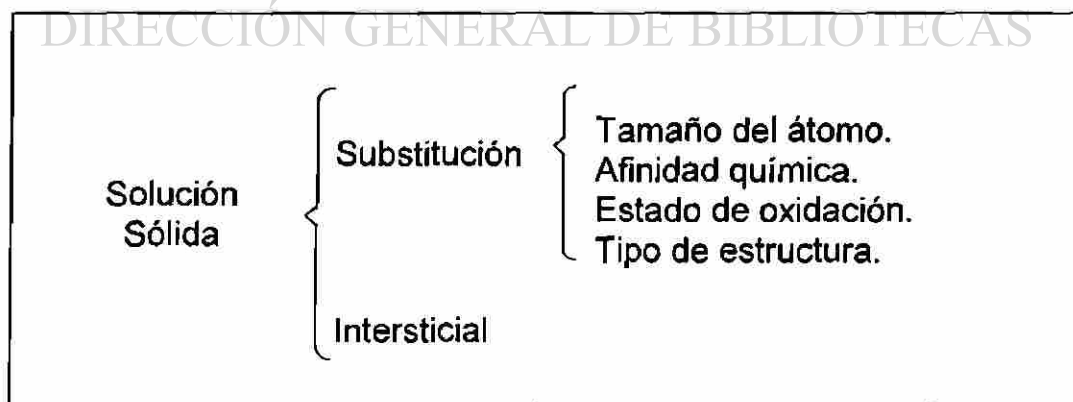 DIRECCIÓN GENERAL DE BIBLIOTECAS
Solución
Sólida
Substitución
Tamaño del átomo.
Afinidad química.
Estado de oxidación.
Tipo de estructura.
Intersticial